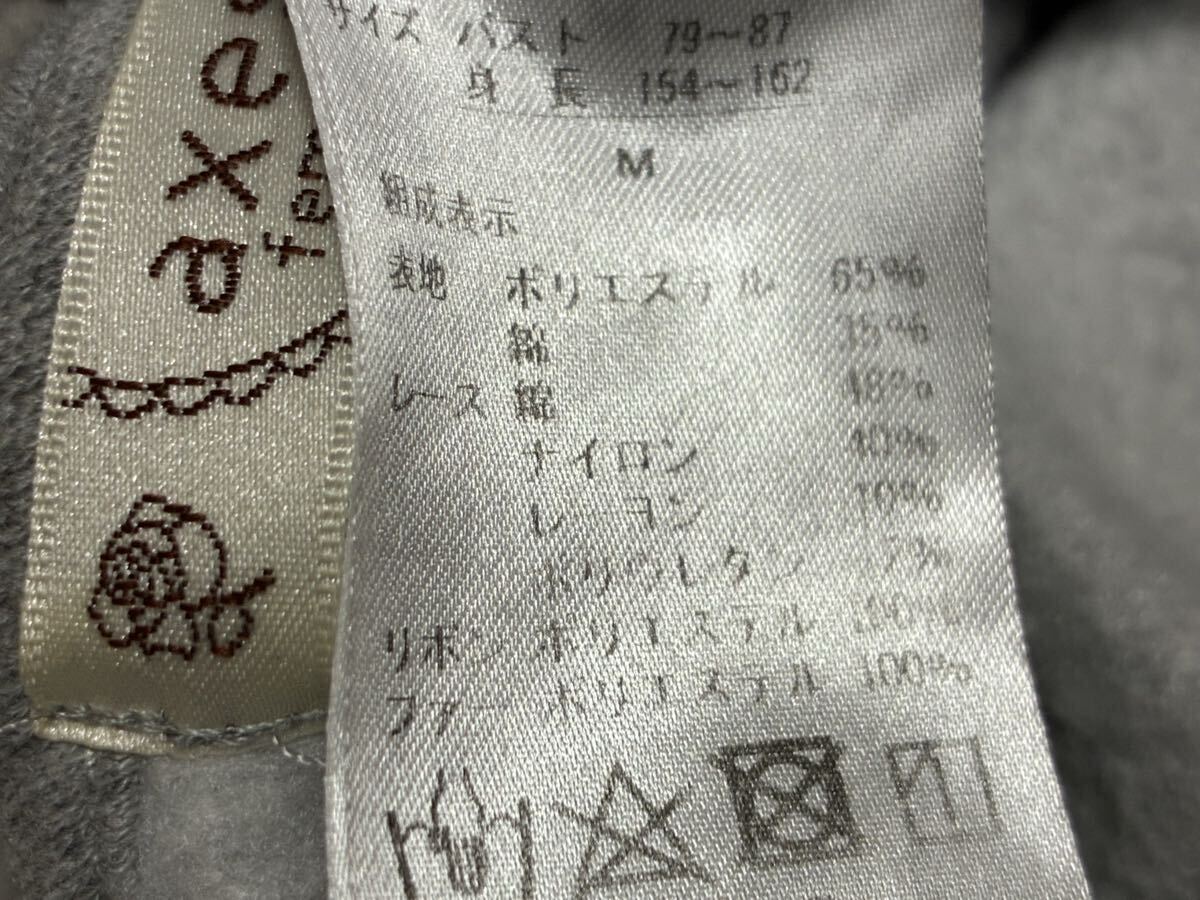 サイズ バスト 79～87
身長 154～162
M
組成表示
表地 ポリエステル 65%
綿 35%
レース 綿
ナイロン 40%
レーヨン 10%
ポリウレタン
リボン ポリエステル
ファー ポリエステル 100%
axe